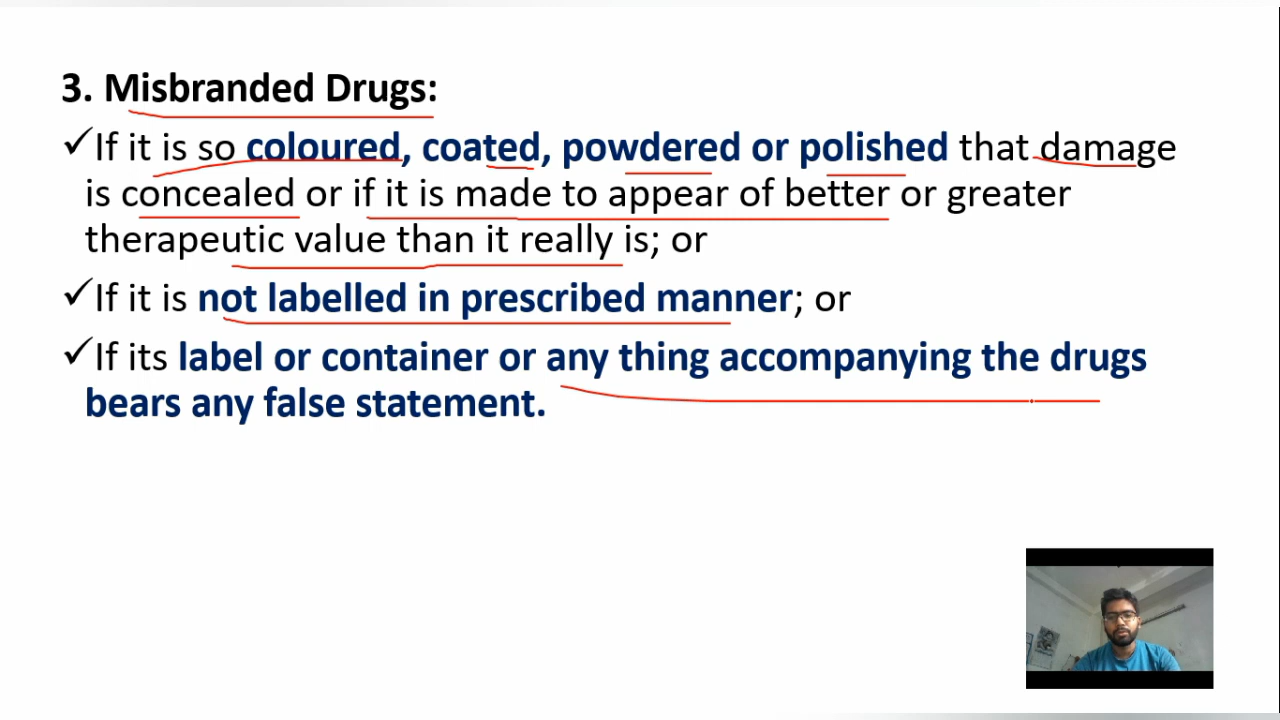 3. Misbranded Drugs:
✓If it is so coloured, coated, powdered or polished that damage
is concealed or if it is made to appear of better or greater
therapeutic value than it really is; or
✓If it is not labelled in prescribed manner; or
✓If its label or container or any thing accompanying the drugs
bears any false statement.